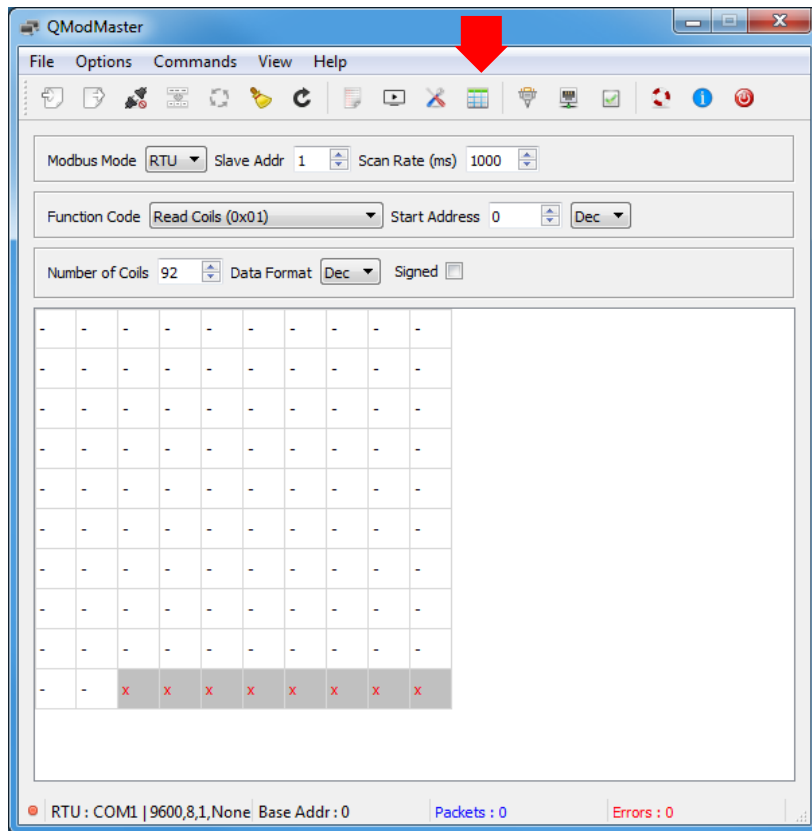 QModMaster
File Options Commands View Help
Modbus Mode RTU Slave Addr 1 Scan Rate (ms) 1000
Function Code Read Coils (0x01) Start Address 0 Dec
Number of Coils 92 Data Format Dec Signed
- - - - - - - - - -
- - - - - - - - - -
- - - - - - - - - -
- - - - - - - - - -
- - - - - - - - - -
- - - - - - - - - -
- - - - - - - - - -
- - - - - - - - - -
- - - - - - - - - -
- - x x x x x x x x
RTU : COM1 | 9600,8,1,None Base Addr : 0 Packets : 0 Errors : 0